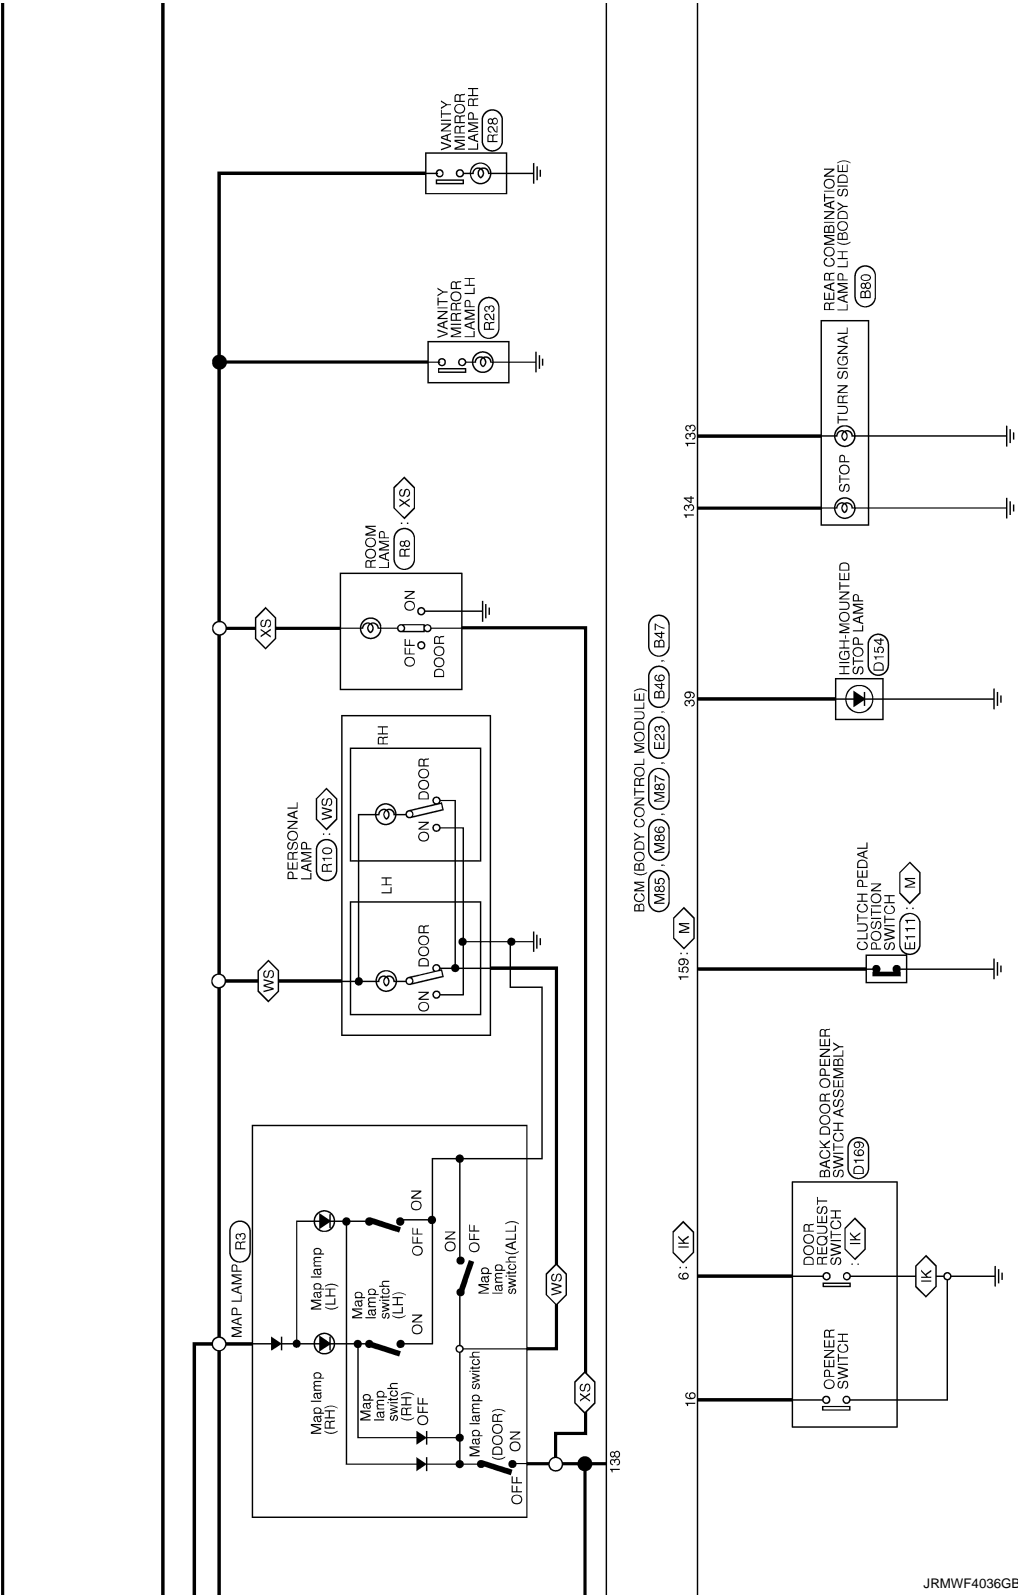 VANITY
MIRROR
LAMP RH
R28
VANITY
MIRROR
LAMP LH
R23
ROOM
LAMP
R8 : XS
XS
ON
OFF
DOOR
PERSONAL
LAMP
R10 : WS
WS
RH
DOOR
ON
LH
DOOR
ON
MAP LAMP R3
Map lamp
(LH)
Map lamp
(RH)
Map
lamp
switch
(LH)
ON
OFF
ON
Map
lamp
switch
(RH)
OFF
ON
OFF
Map
lamp
switch(ALL)
Map lamp switch
(DOOR)
ON
OFF
WS
XS
138
BCM (BODY CONTROL MODULE)
M85 , M86 , M87 , E23 , B46 , B47
133
134
39
159: M
6: IK
16
REAR COMBINATION
LAMP LH (BODY SIDE)
B80
TURN SIGNAL
STOP
HIGH-MOUNTED
STOP LAMP
D154
CLUTCH PEDAL
POSITION
SWITCH
E111 : M
BACK DOOR OPENER
SWITCH ASSEMBLY
D169
DOOR
REQUEST
SWITCH
: IK
IK
OPENER
SWITCH
JRMWF4036GB